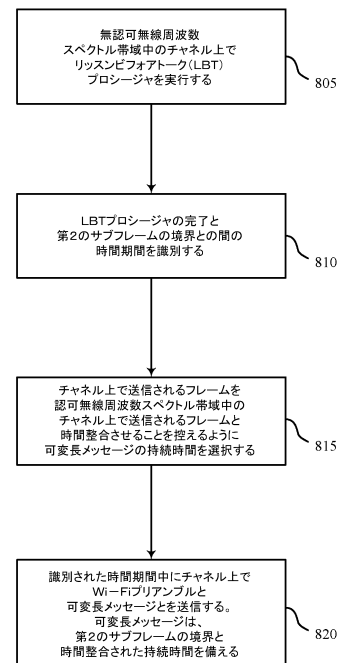 無認可無線周波数
スペクトル帯域中のチャネル上で
リッスンビフォアトーク(LBT)
プロシージャを実行する
805
LBTプロシージャの完了と
第2のサブフレームの境界との間の
時間期間を識別する
810
チャネル上で送信されるフレームを
認可無線周波数スペクトル帯域中の
チャネル上で送信されるフレームと
時間整合させることを控えるように
可変長メッセージの持続時間を選択する
815
識別された時間期間中にチャネル上で
Wi-Fiプリアンブルと
可変長メッセージとを送信する。
可変長メッセージは、
第2のサブフレームの境界と
時間整合された持続時間を備える
820